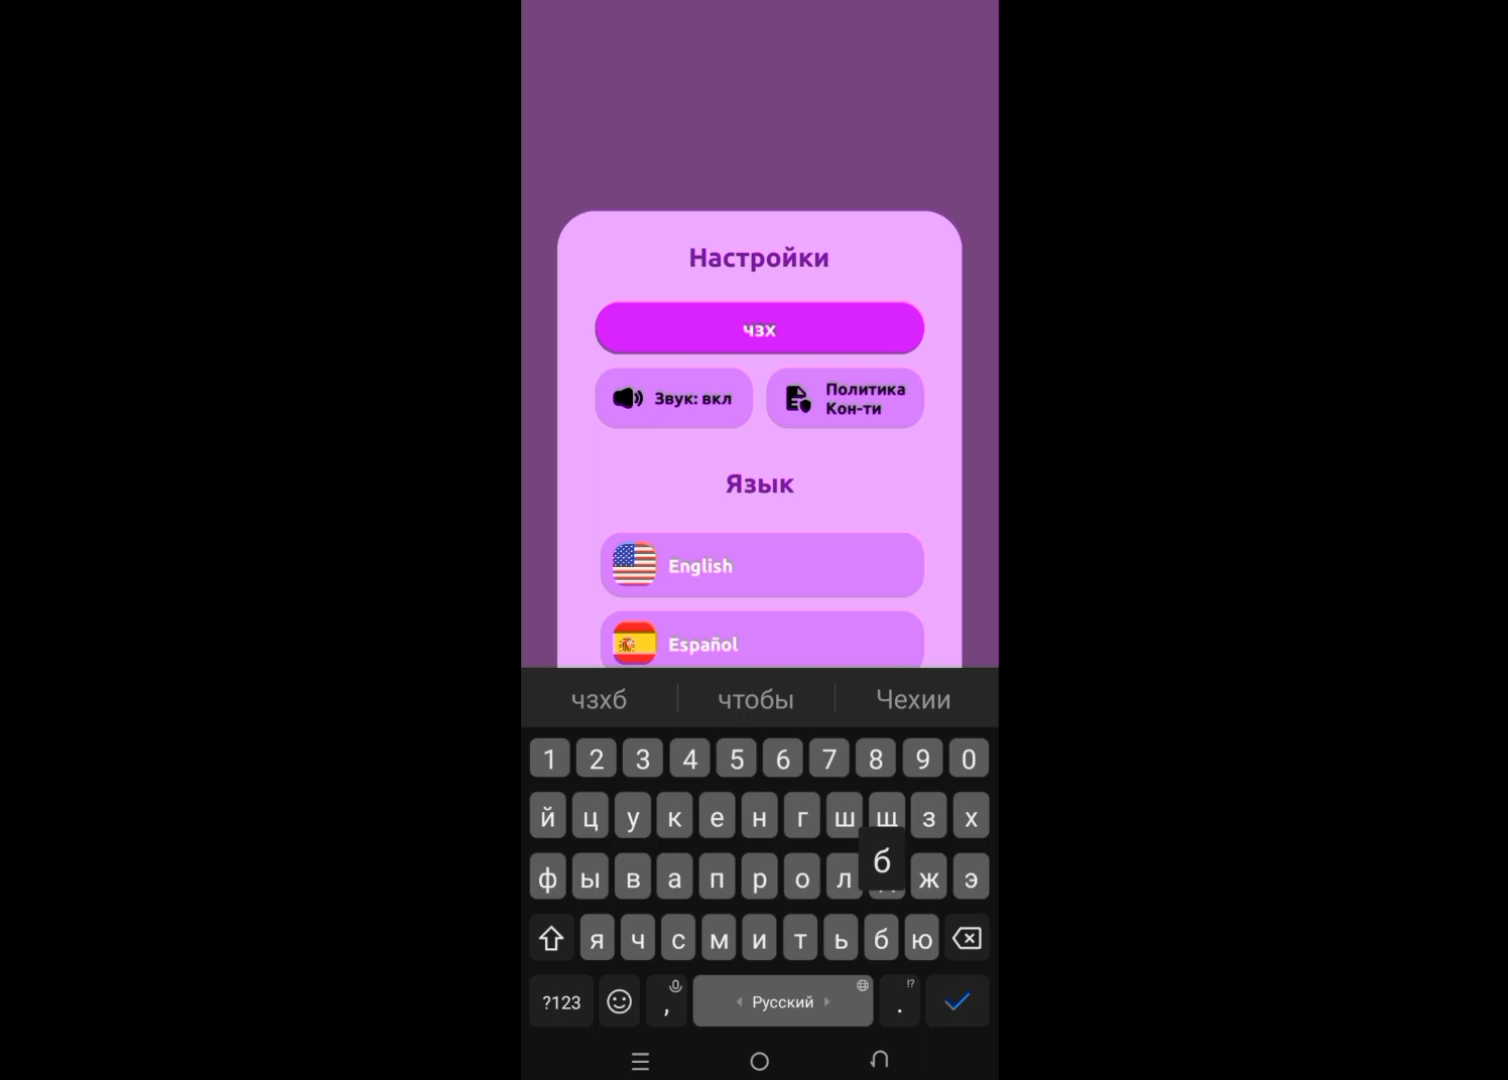 Настройки
чзх
Звук: вкл
Политика
Кон-ти
Язык
English
Español
чзхб чтобы Чехии
1 2 3 4 5 6 7 8 9 0
й ц у к е н г ш щ з х
б
ф ы в а п р о л ж э
я ч с м и т ь б ю
?123 , Русский !? .